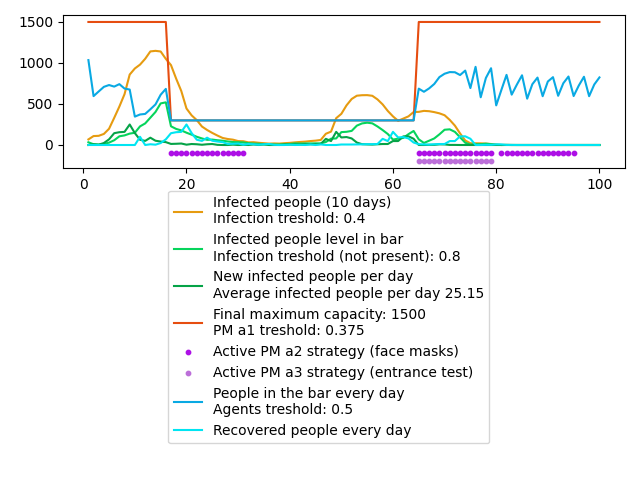 1500
1000
500
0
0
20
40
60
80
100
Infected people (10 days)
Infection treshold: 0.4
Infected people level in bar
Infection treshold (not present): 0.8
New infected people per day
Average infected people per day 25.15
Final maximum capacity: 1500
PM a1 treshold: 0.375
Active PM a2 strategy (face masks)
Active PM a3 strategy (entrance test)
People in the bar every day
Agents treshold: 0.5
Recovered people every day